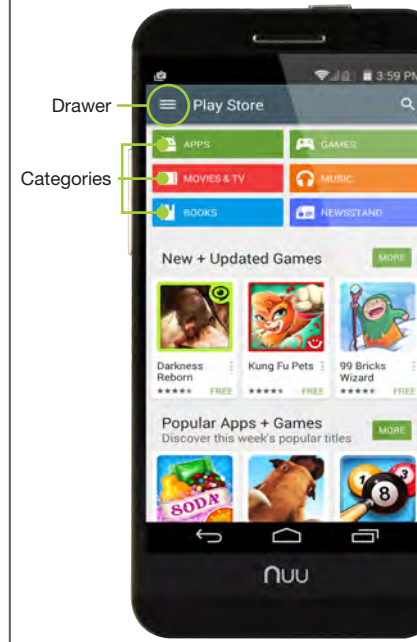 3:59 PM
Drawer
Play Store
Categories
APPS
GAMES
MOVIES & TV
MUSIC
BOOKS
NEWSSTAND
New + Updated Games
MORE
Darkness Reborn
Kung Fu Pets
99 Bricks Wizard
FREE
FREE
FREE
Popular Apps + Games
MORE
Discover this week's popular titles
SODA
1
3
8
nuu